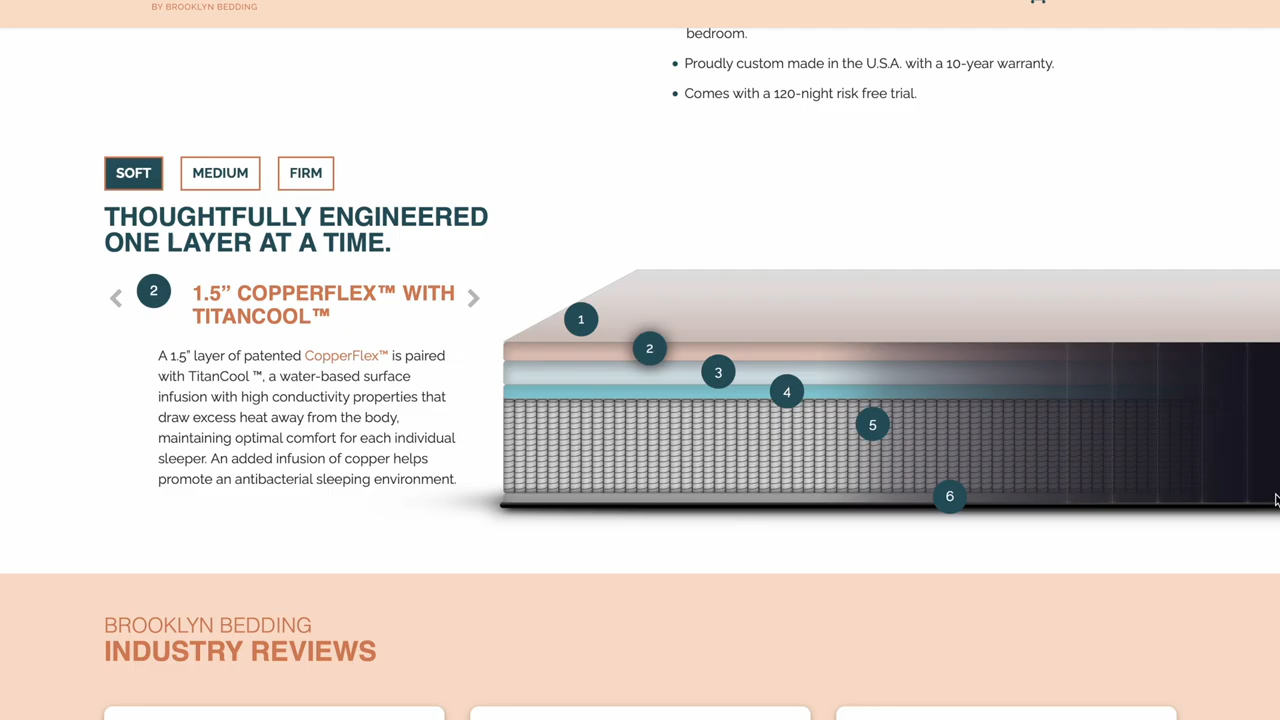 BY BROOKLYN BEDDING
bedroom.
• Proudly custom made in the U.S.A. with a 10-year warranty.
• Comes with a 120-night risk free trial.
SOFT MEDIUM FIRM
THOUGHTFULLY ENGINEERED
ONE LAYER AT A TIME.
2
1.5” COPPERFLEX™ WITH
TITANCOOL™
A 1.5” layer of patented CopperFlex™ is paired
with TitanCool ™, a water-based surface
infusion with high conductivity properties that
draw excess heat away from the body,
maintaining optimal comfort for each individual
sleeper. An added infusion of copper helps
promote an antibacterial sleeping environment.
1
2
3
4
5
6
BROOKLYN BEDDING
INDUSTRY REVIEWS